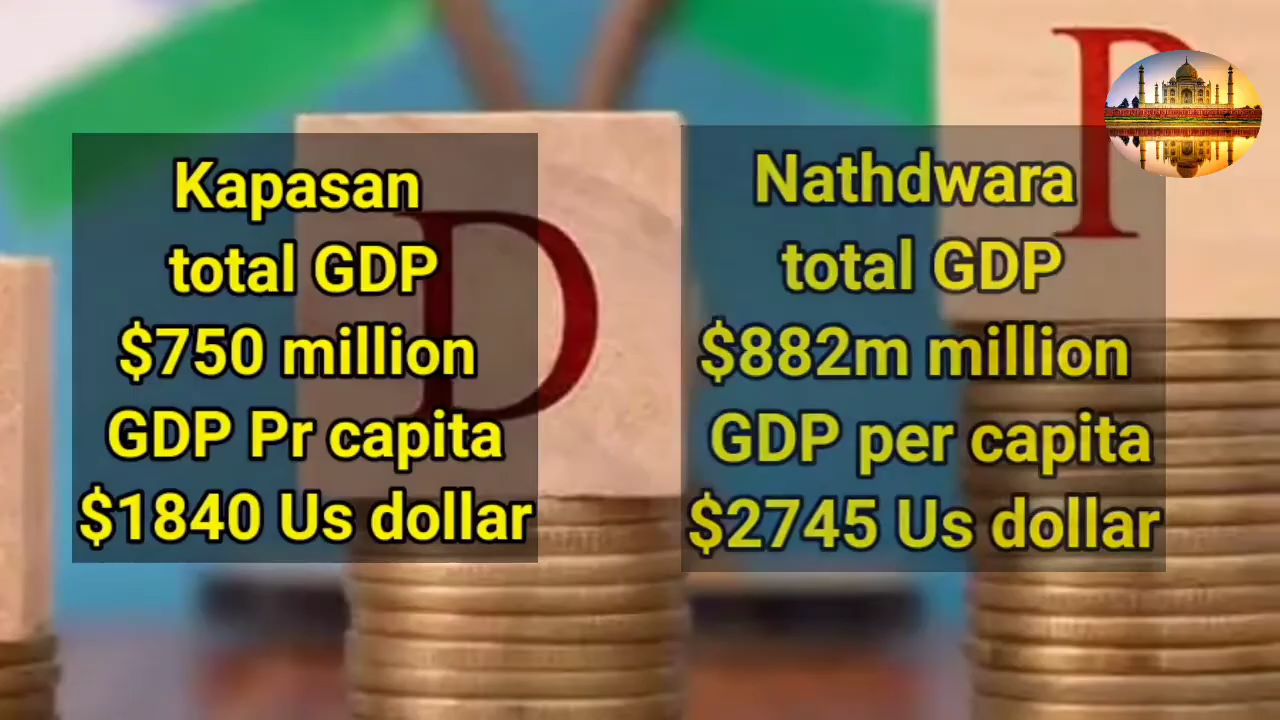 Kapasan
total GDP
$750 million
GDP Pr capita
$1840 Us dollar
Nathdwara
total GDP
$882m million
GDP per capita
$2745 Us dollar
D
P